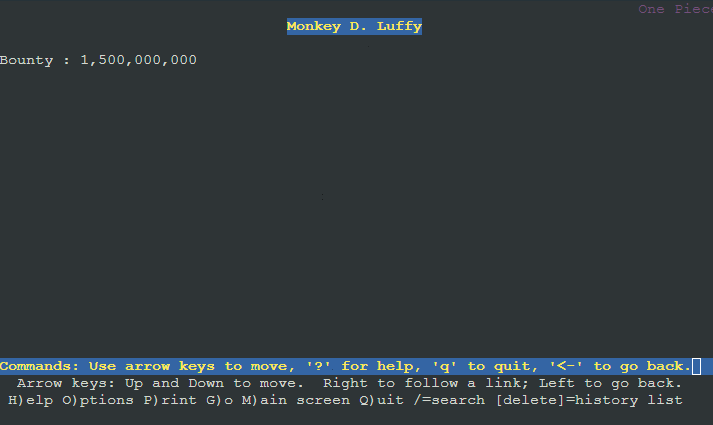 One Piec
Monkey D. Luffy
Bounty : 1,500,000,000
Commands: Use arrow keys to move, '?' for help, 'q' to quit, '<-' to go back.
Arrow keys: Up and Down to move.  Right to follow a link; Left to go back.
H)elp O)ptions P)rint G)o M)ain screen Q)uit /=search [delete]=history list